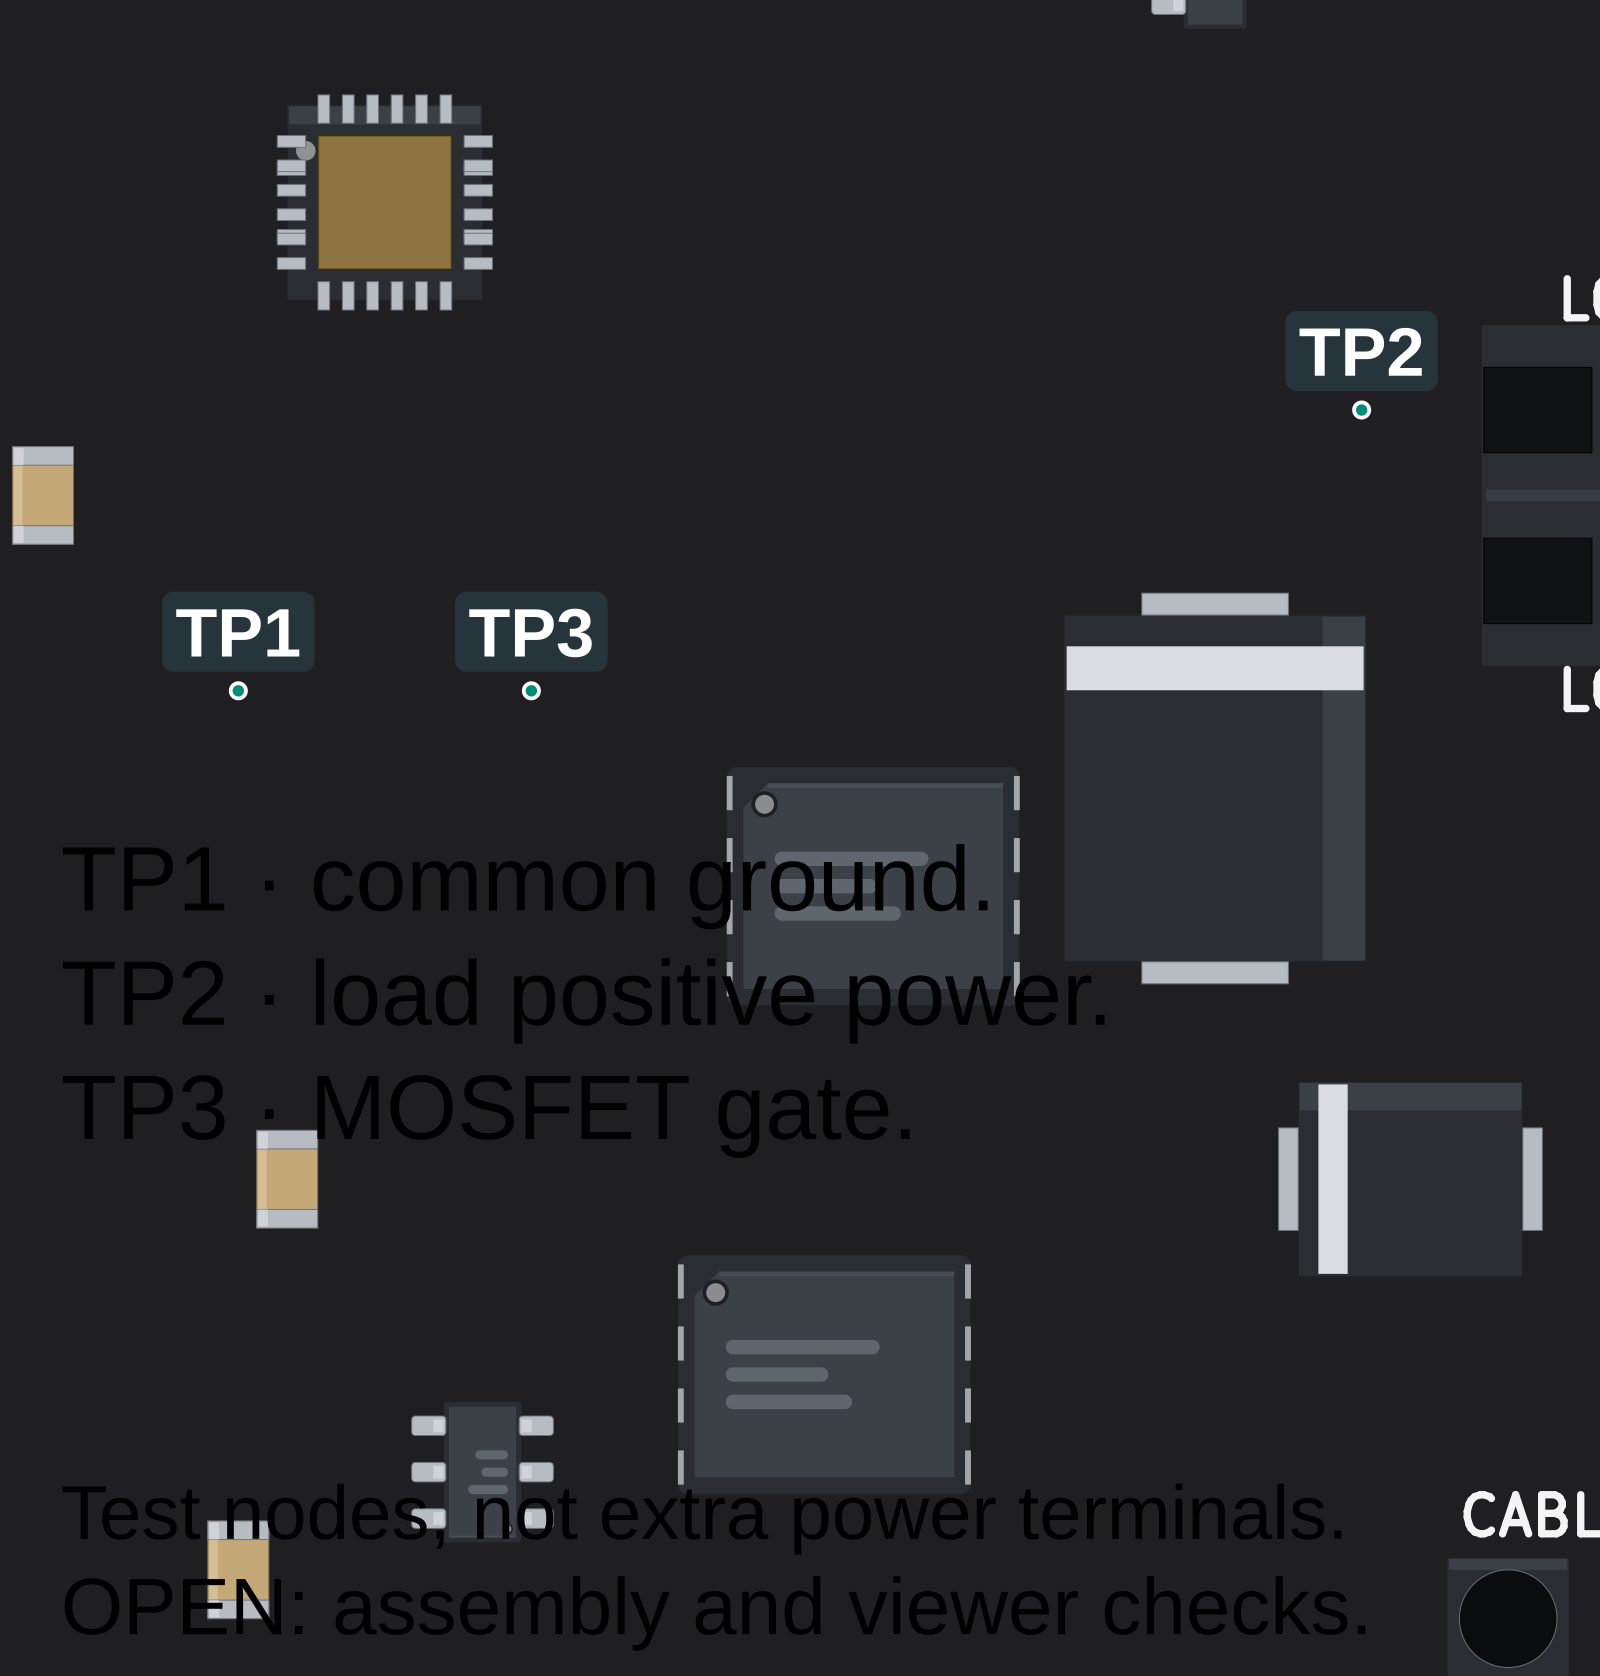 TP2
TP1
TP3
TP1 · common ground.
TP2 · load positive power.
TP3 · MOSFET gate.
Test nodes, not extra power terminals.
OPEN: assembly and viewer checks.